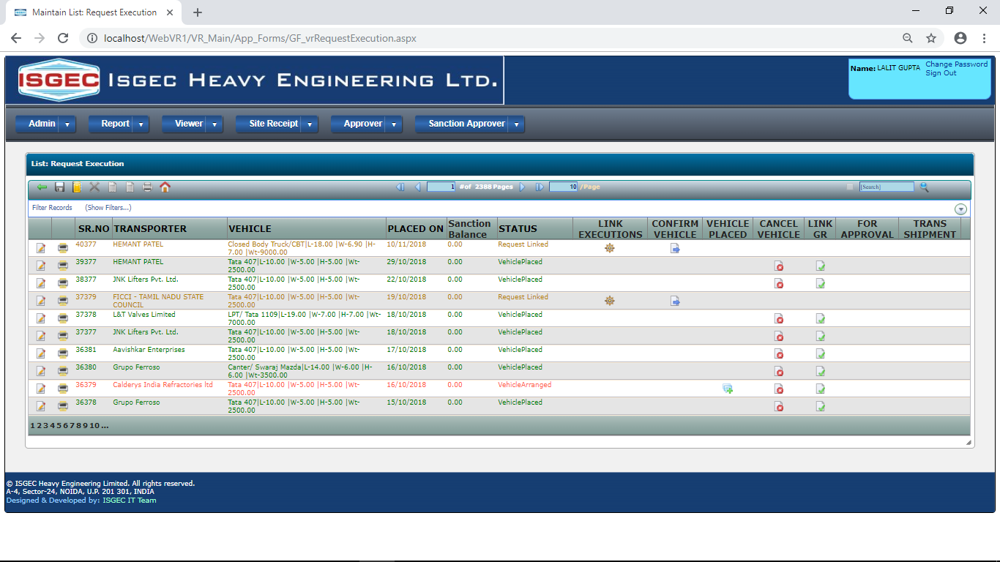 Maintain List: Request Execution
localhost/WebVR1/VR_Main/App_Forms/GF_vrRequestExecution.aspx
ISGEC ISGEC HEAVY ENGINEERING LTD.
Name: LALIT GUPTA Change Password
Sign Out
Admin Report Viewer Site Receipt Approver Sanction Approver
List: Request Execution
1 # of 2388 Pages 10 /Page [Search]
Filter Records (Show Filters...)
SR.NO TRANSPORTER VEHICLE PLACED ON Sanction Balance STATUS LINK EXECUTIONS CONFIRM VEHICLE VEHICLE PLACED CANCEL VEHICLE LINK GR FOR APPROVAL TRANS SHIPMENT
40377 HEMANT PATEL Closed Body Truck/CBT|L-18.00 |W-6.90 |H- 10/11/2018 0.00 Request Linked
7.00 |Wt-9000.00
39377 HEMANT PATEL Tata 407|L-10.00 |W-5.00 |H-5.00 |Wt- 29/10/2018 0.00 VehiclePlaced
2500.00
38377 JNK Lifters Pvt. Ltd. Tata 407|L-10.00 |W-5.00 |H-5.00 |Wt- 22/10/2018 0.00 VehiclePlaced
2500.00
37379 FICCI - TAMIL NADU STATE Tata 407|L-10.00 |W-5.00 |H-5.00 |Wt- 19/10/2018 0.00 Request Linked
COUNCIL 2500.00
37378 L&T Valves Limited LPT/ Tata 1109|L-19.00 |W-7.00 |H-7.00 |Wt- 18/10/2018 0.00 VehiclePlaced
7000.00
37377 JNK Lifters Pvt. Ltd. Tata 407|L-10.00 |W-5.00 |H-5.00 |Wt- 18/10/2018 0.00 VehiclePlaced
2500.00
36381 Aavishkar Enterprises Tata 407|L-10.00 |W-5.00 |H-5.00 |Wt- 17/10/2018 0.00 VehiclePlaced
2500.00
36380 Grupo Ferroso Canter/ Swaraj Mazda|L-14.00 |W-6.00 |H- 16/10/2018 0.00 VehiclePlaced
6.00 |Wt-3500.00
36379 Calderys India Refractories ltd Tata 407|L-10.00 |W-5.00 |H-5.00 |Wt- 16/10/2018 0.00 VehicleArranged
2500.00
36378 Grupo Ferroso Tata 407|L-10.00 |W-5.00 |H-5.00 |Wt- 15/10/2018 0.00 VehiclePlaced
2500.00
1 2 3 4 5 6 7 8 9 10 ...
© ISGEC Heavy Engineering Limited. All rights reserved.
A-4, Sector-24, NOIDA, U.P. 201 301, INDIA
Designed & Developed by: ISGEC IT Team